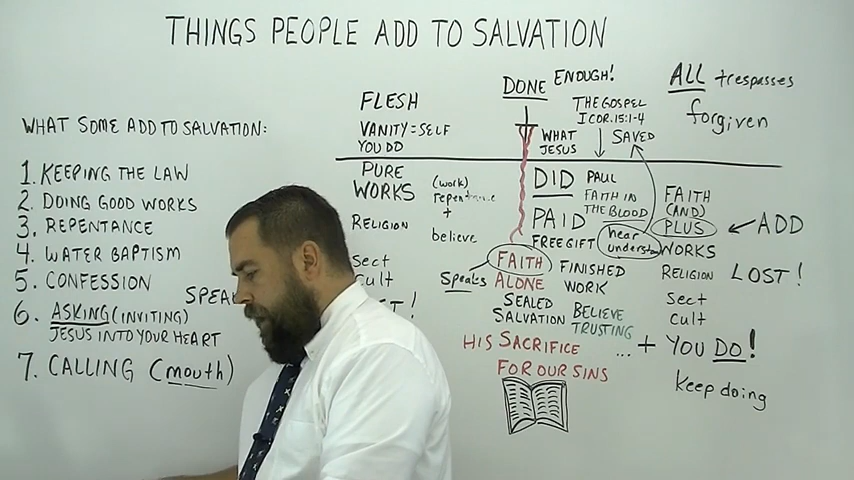 THINGS PEOPLE ADD TO SALVATION
WHAT SOME ADD TO SALVATION:
1. KEEPING THE LAW
2. DOING GOOD WORKS
3. REPENTANCE
4. WATER BAPTISM
5. CONFESSION
SPEA
6. ASKING (INVITING)
JESUS INTO YOUR HEART
7. CALLING (mouth)
FLESH
VANITY=SELF
YOU DO
PURE
WORKS
(work)
+
believe
RELIGION
Sect
Cult
!
DONE ENOUGH!
THE GOSPEL
I COR.15:1-4
WHAT
JESUS
SAVED
DID
PAUL
FAITH IN
THE BLOOD
PAID
FREE GIFT
hear
understand
FAITH
ALONE
Speaks
FINISHED
WORK
SEALED
SALVATION
BELIEVE
TRUSTING
...
HIS SACRIFICE
FOR OUR SINS
ALL trespasses
forgiven
FAITH
(AND)
PLUS
ADD
WORKS
RELIGION
LOST!
Sect
Cult
+ YOU DO!
Keep doing